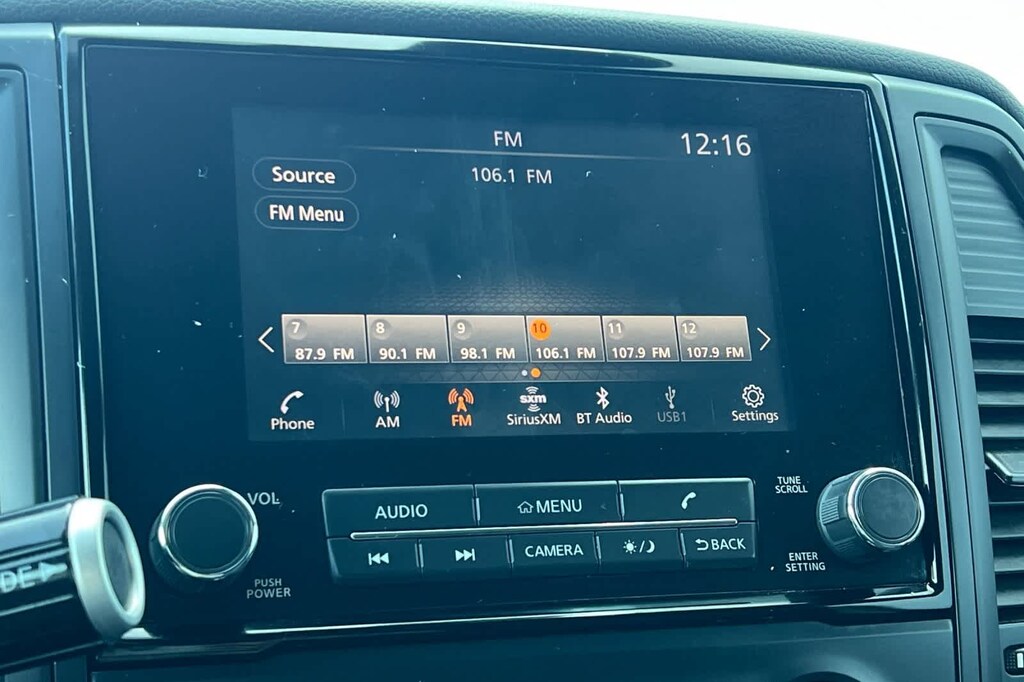 FM
12:16
Source
106.1 FM
FM Menu
7 8 9 10 11 12
87.9 FM 90.1 FM 98.1 FM 106.1 FM 107.9 FM 107.9 FM
Phone AM FM sxm SiriusXM BT Audio USB1 Settings
VOL
AUDIO MENU
TUNE
SCROLL
CAMERA BACK
PUSH
POWER
ENTER
SETTING
DE